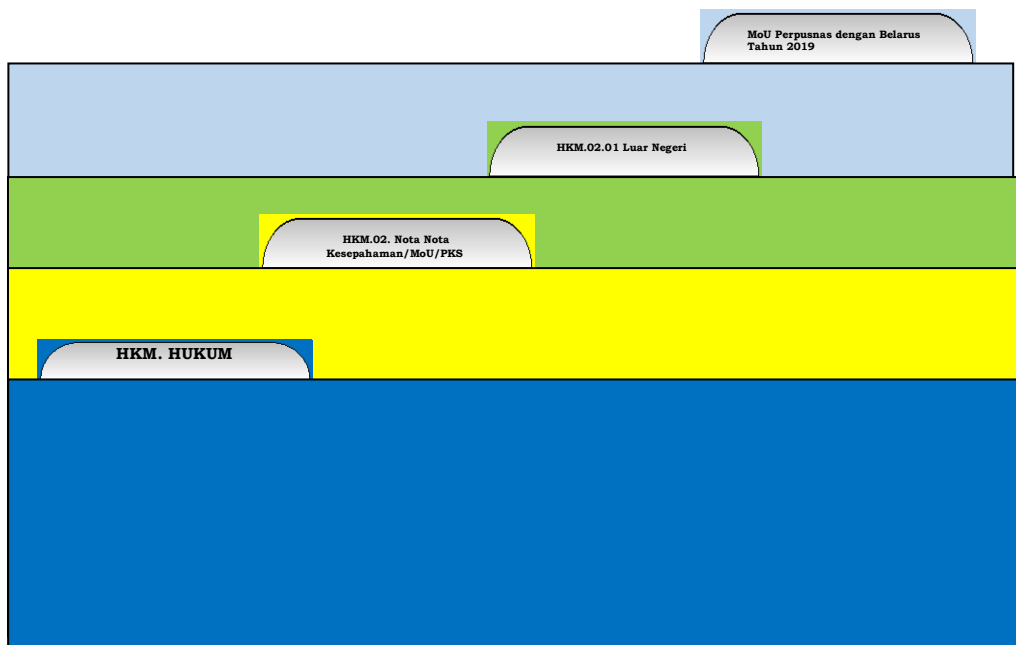 MoU Perpusnas dengan Belarus
Tahun 2019
HKM.02.01 Luar Negeri
HKM.02. Nota Nota
Kesepahaman/MoU/PKS
HKM. HUKUM